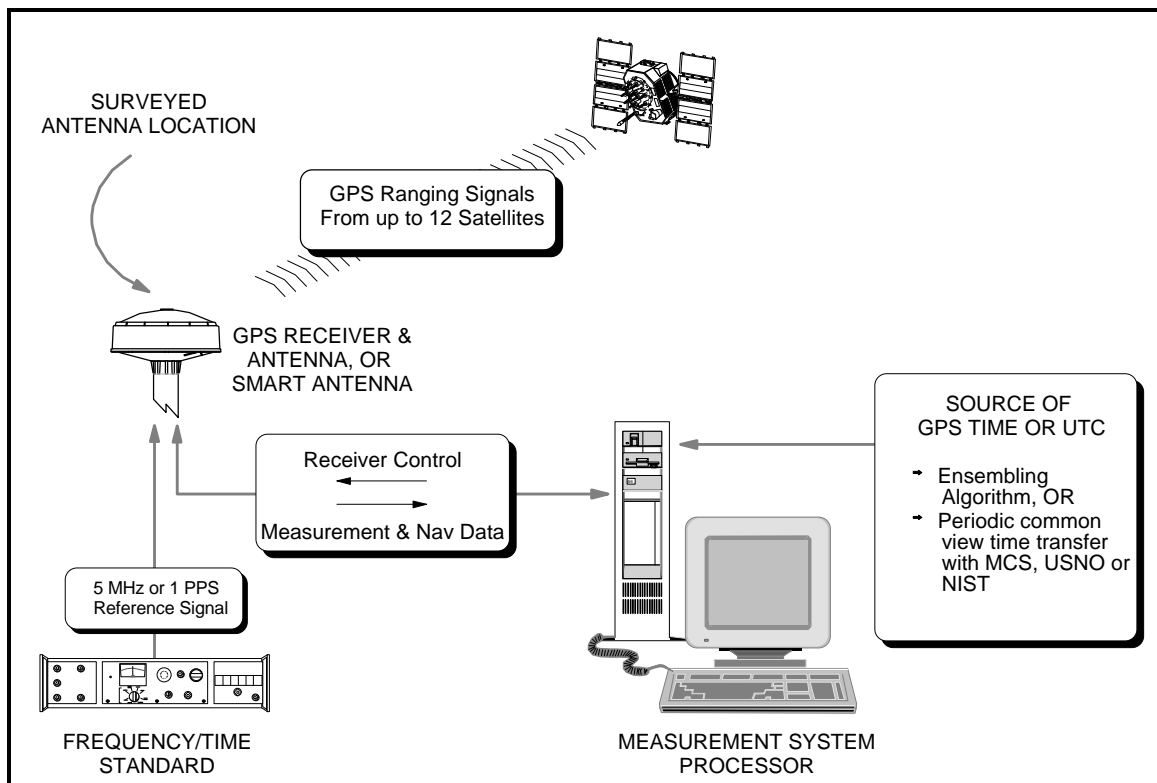 SURVEYED
ANTENNA LOCATION
GPS Ranging Signals
From up to 12 Satellites
GPS RECEIVER &
ANTENNA, OR
SMART ANTENNA
SOURCE OF
GPS TIME OR UTC
Ensembling
Algorithm, OR
Periodic common
view time transfer
with MCS, USNO or
NIST
Receiver Control
Measurement & Nav Data
5 MHz or 1 PPS
Reference Signal
FREQUENCY/TIME
STANDARD
MEASUREMENT SYSTEM
PROCESSOR